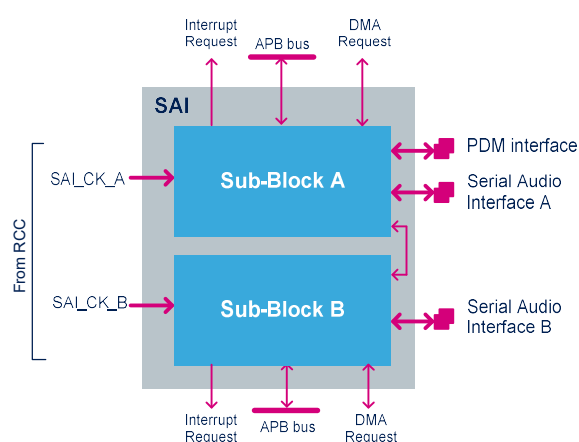 Interrupt
Request
APB bus
DMA
Request
SAI
From RCC
SAI_CK_A
Sub-Block A
PDM interface
Serial Audio
Interface A
SAI_CK_B
Sub-Block B
Serial Audio
Interface B
Interrupt
Request
APB bus
DMA
Request